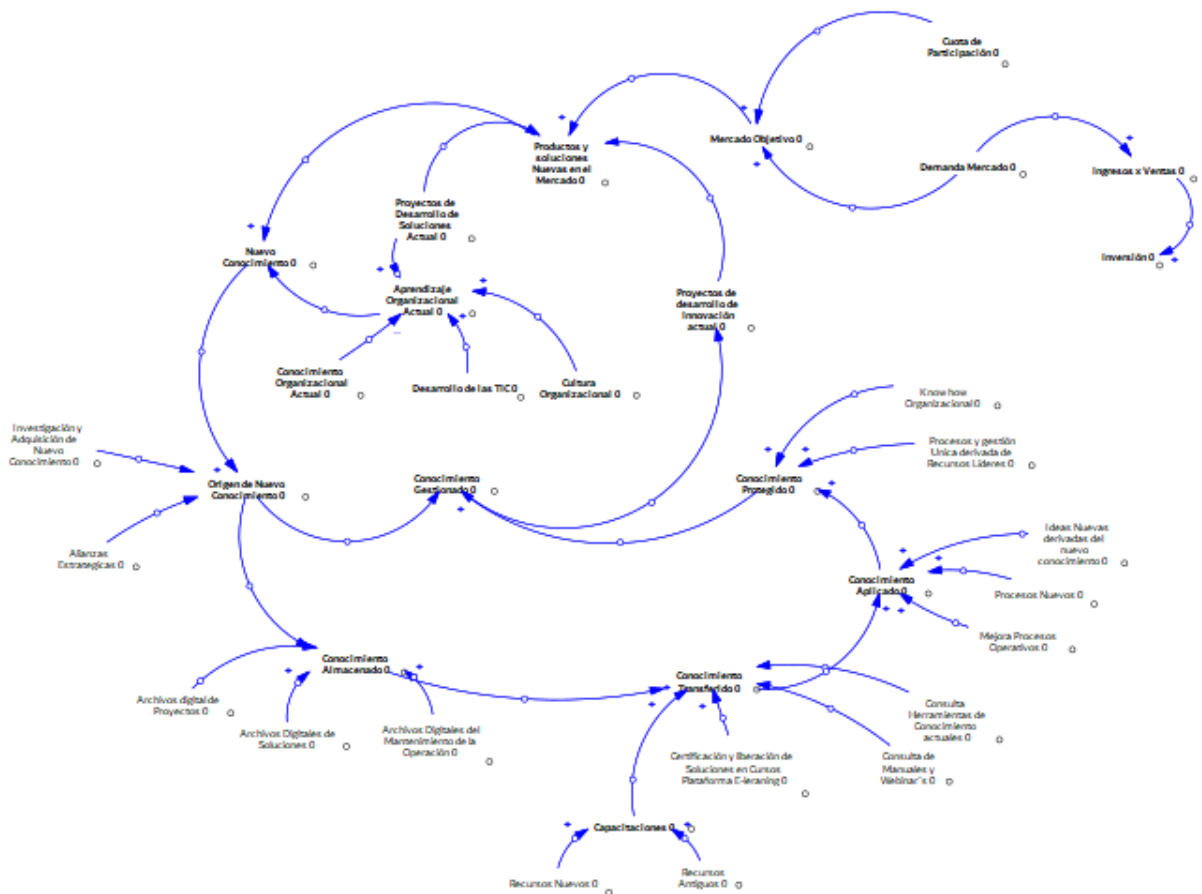 Cuota de
Participación 0
Mercado Objetivo 0
Productos y
soluciones
Nuevas en el
Mercado 0
Demanda Mercado 0
Ingresos x Ventas 0
Proyectos de
Desarrollo de
Soluciones
Actual 0
Nuevo
Conocimiento 0
Inversión 0
Aprendizaje
Organizacional
Actual 0
Proyectos de
desarrollo de
Innovación
actual 0
Conocimiento
Organizacional
Actual 0
Desarrollo de las TIC 0
Cultura
Organizacional 0
Know how
Organizacional 0
Investigación y
Adquisición de
Nuevo
Conocimiento 0
Procesos y gestión
Unica derivada de
Recursos Líderes 0
Origen de Nuevo
Conocimiento 0
Conocimiento
Gestionado 0
Conocimiento
Protegido 0
Ideas Nuevas
derivadas del
nuevo
conocimiento 0
Alianzas
Estrategicas 0
Conocimiento
Aplicado 0
Procesos Nuevos 0
Mejora Procesos
Operativos 0
Conocimiento
Almacenado 0
Conocimiento
Transferido 0
Archivos digital de
Proyectos 0
Archivos Digitales de
Soluciones 0
Archivos Digitales del
Mantenimiento de la
Operación 0
Consulta
Herramientas de
Conocimiento
actuales 0
Certificación y liberación de
Soluciones en Cursos
Plataforma E-leraning 0
Consulta de
Manuales y
Webinar's 0
Capacitaciones 0
Recursos Nuevos 0
Recursos
Antiguos 0